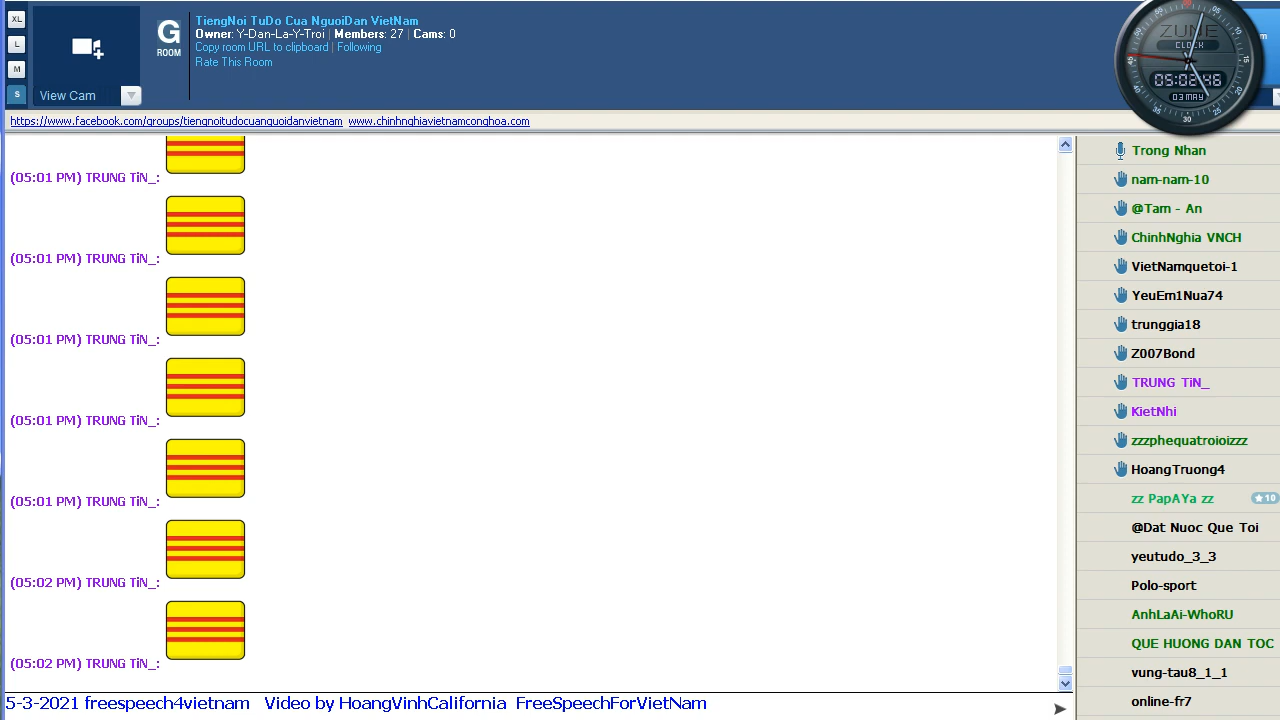 XL
L
M
S
View Cam
G
ROOM
TiengNoi TuDo Cua NguoiDan VietNam
Owner: Y-Dan-La-Y-Troi | Members: 27 | Cams: 0
Copy room URL to clipboard | Following
Rate This Room
ZUNE
CLOCK
05:02:46
03 MAY
https://www.facebook.com/groups/tiengnoitudocuanguoidanvietnam www.chinhnghiavietnamconghoa.com
(05:01 PM) TRUNG TiN_:
(05:01 PM) TRUNG TiN_:
(05:01 PM) TRUNG TiN_:
(05:01 PM) TRUNG TiN_:
(05:01 PM) TRUNG TiN_:
(05:02 PM) TRUNG TiN_:
(05:02 PM) TRUNG TiN_:
Trong Nhan
nam-nam-10
@Tam - An
ChinhNghia VNCH
VietNamquetoi-1
YeuEm1Nua74
trunggia18
Z007Bond
TRUNG TiN_
KietNhi
zzzphequatroioizzz
HoangTruong4
zz PapAYa zz ★10
@Dat Nuoc Que Toi
yeutudo_3_3
Polo-sport
AnhLaAi-WhoRU
QUE HUONG DAN TOC
vung-tau8_1_1
online-fr7
5-3-2021 freespeech4vietnam Video by HoangVinhCalifornia FreeSpeechForVietNam